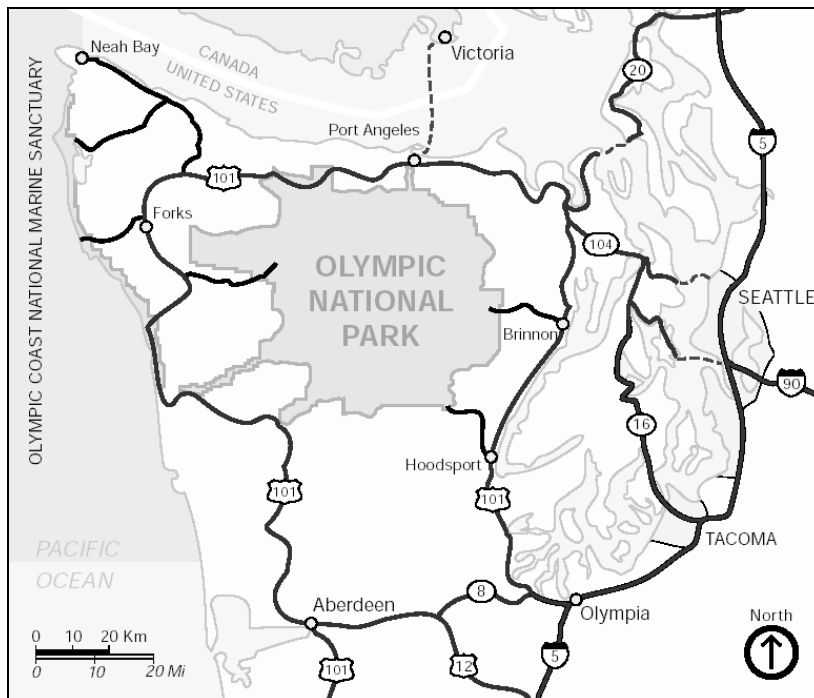 Neah Bay
CANADA
UNITED STATES
Victoria
20
Port Angeles
5
OLYMPIC COAST NATIONAL MARINE SANCTUARY
101
Forks
104
OLYMPIC
NATIONAL
PARK
SEATTLE
Brinnon
90
16
Hoodsport
101
101
TACOMA
PACIFIC
OCEAN
8
Aberdeen
Olympia
North
0 10 20 Km
0 10 20 Mi
101
12
5